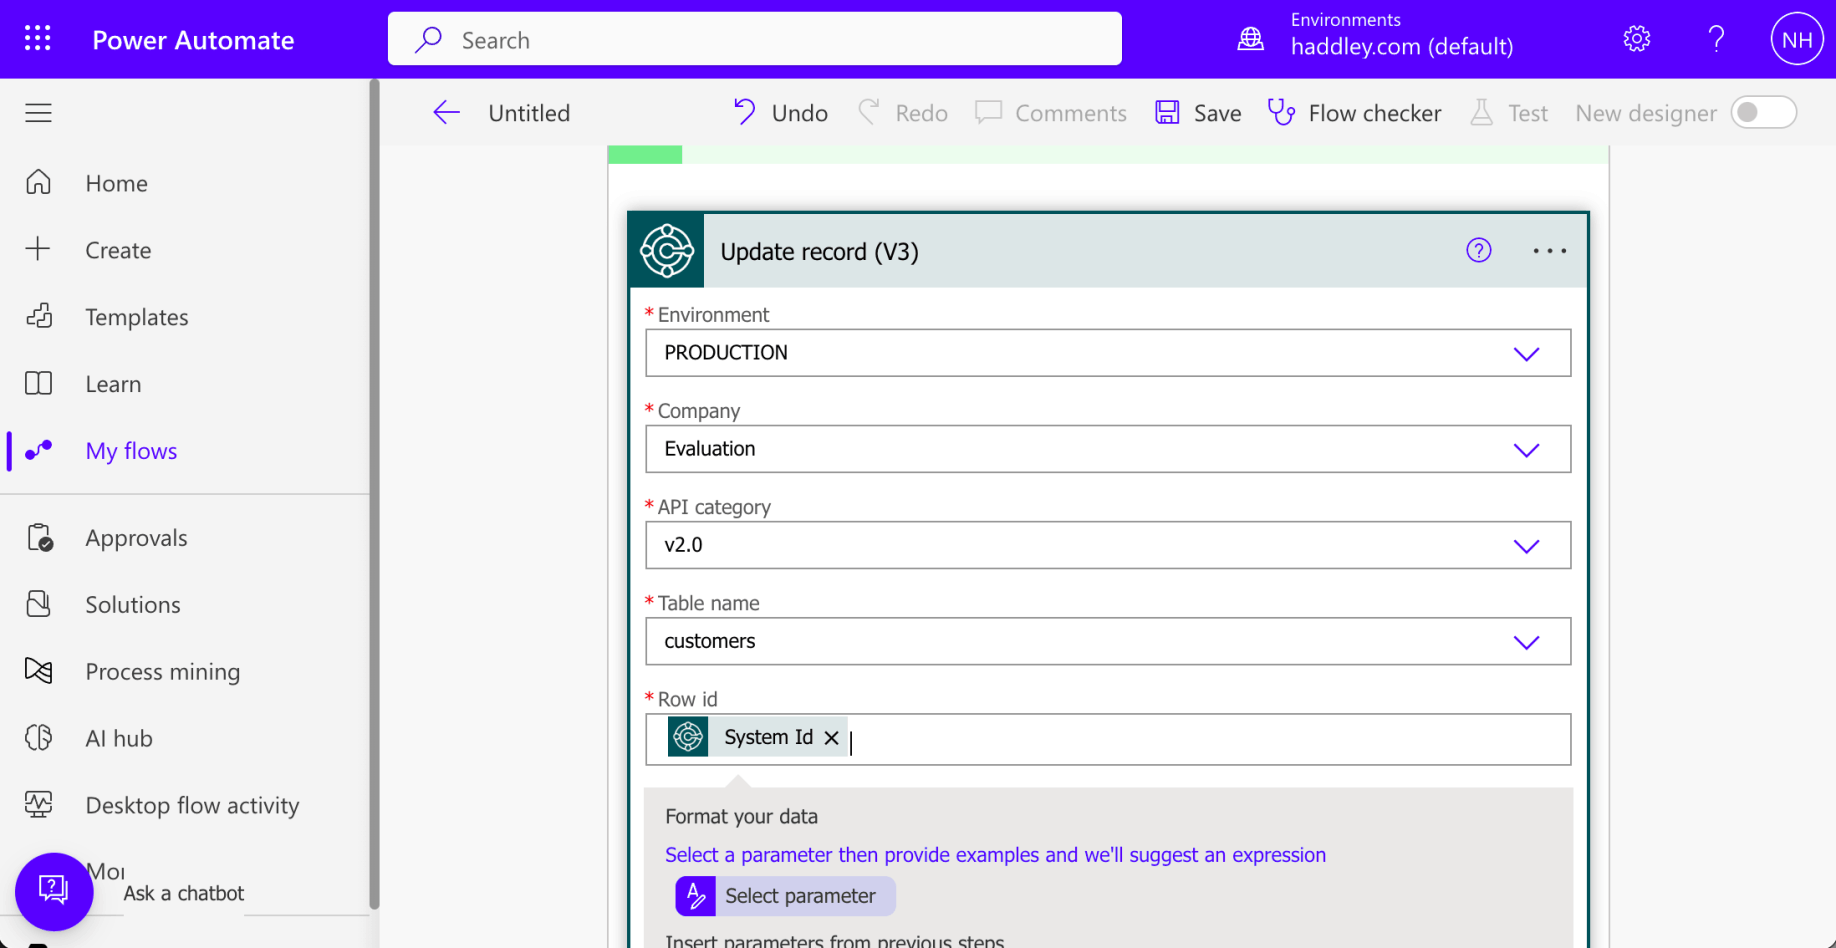 Power Automate
Search
Environments
haddley.com (default)
?
NH
Untitled
Undo
Redo
Comments
Save
Flow checker
Test
New designer
Home
Create
Templates
Learn
My flows
Approvals
Solutions
Process mining
AI hub
Desktop flow activity
Mor
Ask a chatbot
Update record (V3)
?
* Environment
PRODUCTION
* Company
Evaluation
* API category
v2.0
* Table name
customers
* Row id
System Id
Format your data
Select a parameter then provide examples and we'll suggest an expression
Select parameter
Insert parameters from previous steps